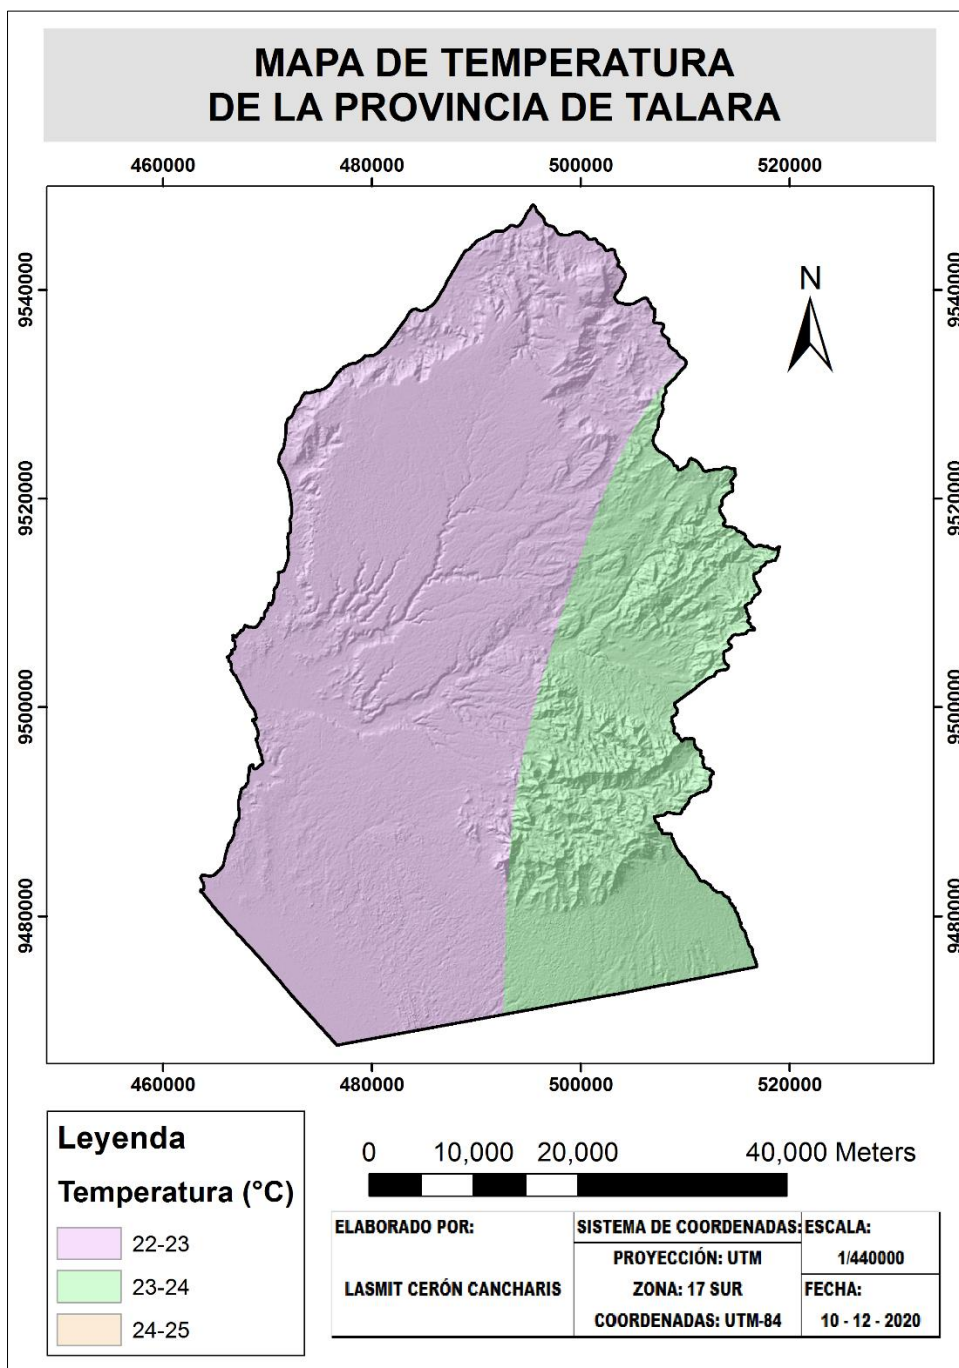 MAPA DE TEMPERATURA
DE LA PROVINCIA DE TALARA
460000 480000 500000 520000
9540000 9540000
N
9520000 9520000
9500000 9500000
9480000 9480000
460000 480000 500000 520000
Leyenda
Temperatura (°C)
22-23
23-24
24-25
0 10,000 20,000 40,000 Meters
ELABORADO POR:
LASMIT CERÓN CANCHARIS
SISTEMA DE COORDENADAS:
PROYECCIÓN: UTM
ZONA: 17 SUR
COORDENADAS: UTM-84
ESCALA:
1/440000
FECHA:
10 - 12 - 2020